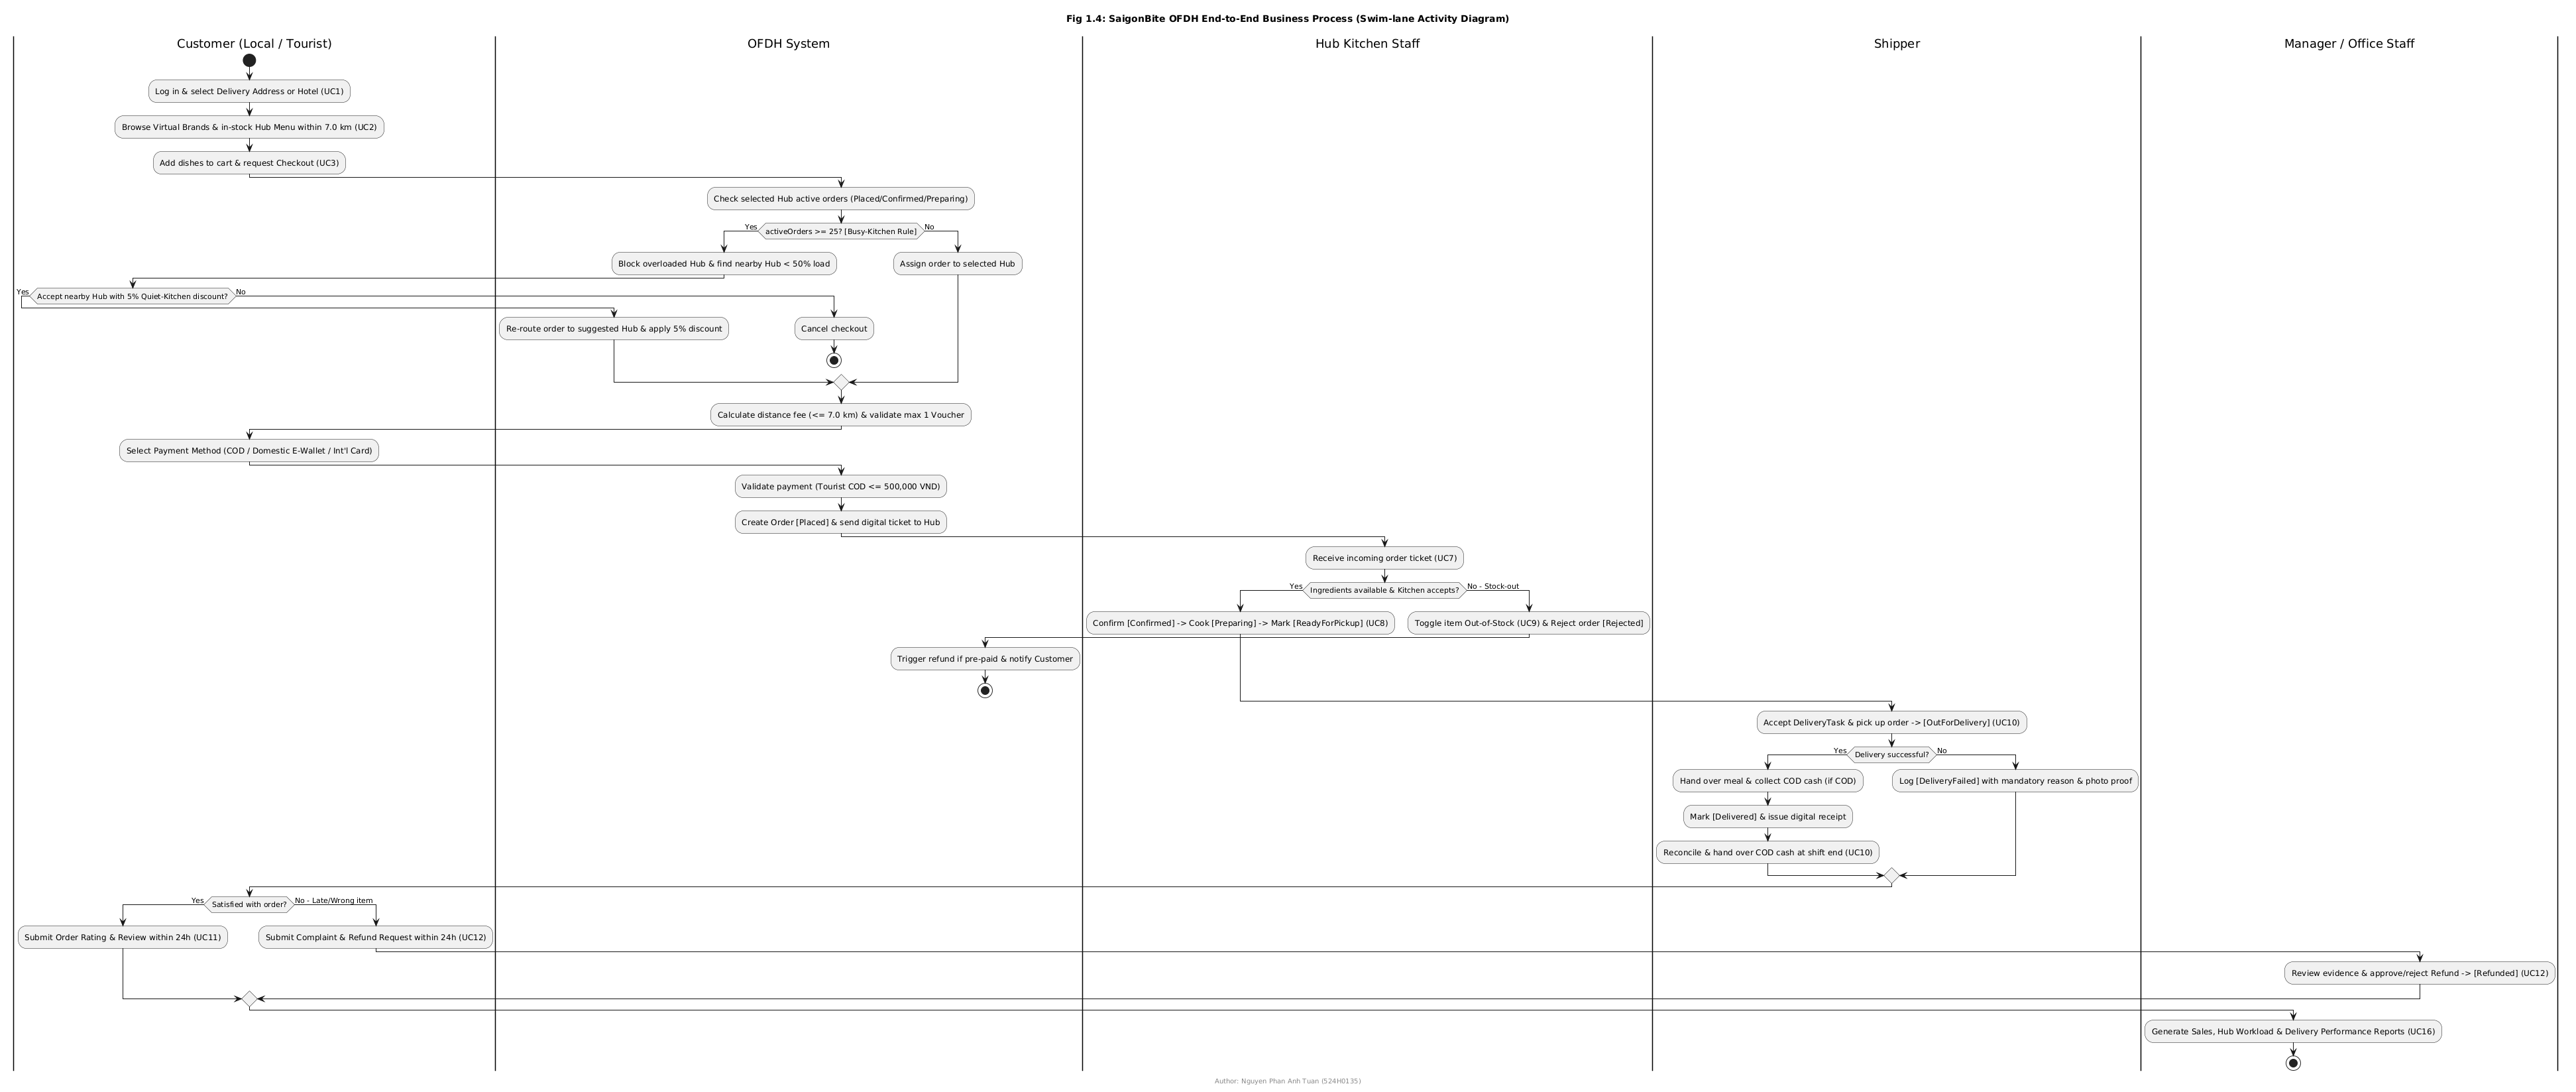 Fig 1.4: SaigonBite OFDH End-to-End Business Process (Swim-lane Activity Diagram)
Customer (Local / Tourist)
OFDH System
Hub Kitchen Staff
Shipper
Manager / Office Staff
Log in & select Delivery Address or Hotel (UC1)
Browse Virtual Brands & in-stock Hub Menu within 7.0 km (UC2)
Add dishes to cart & request Checkout (UC3)
Check selected Hub active orders (Placed/Confirmed/Preparing)
Yes
activeOrders >= 25? [Busy-Kitchen Rule]
No
Block overloaded Hub & find nearby Hub < 50% load
Assign order to selected Hub
Yes
Accept nearby Hub with 5% Quiet-Kitchen discount?
No
Re-route order to suggested Hub & apply 5% discount
Cancel checkout
Calculate distance fee (<= 7.0 km) & validate max 1 Voucher
Select Payment Method (COD / Domestic E-Wallet / Int'l Card)
Validate payment (Tourist COD <= 500,000 VND)
Create Order [Placed] & send digital ticket to Hub
Receive incoming order ticket (UC7)
Yes
Ingredients available & Kitchen accepts?
No - Stock-out
Confirm [Confirmed] -> Cook [Preparing] -> Mark [ReadyForPickup] (UC8)
Toggle item Out-of-Stock (UC9) & Reject order [Rejected]
Trigger refund if pre-paid & notify Customer
Accept DeliveryTask & pick up order -> [OutForDelivery] (UC10)
Yes
Delivery successful?
No
Hand over meal & collect COD cash (if COD)
Log [DeliveryFailed] with mandatory reason & photo proof
Mark [Delivered] & issue digital receipt
Reconcile & hand over COD cash at shift end (UC10)
Yes
Satisfied with order?
No - Late/Wrong item
Submit Order Rating & Review within 24h (UC11)
Submit Complaint & Refund Request within 24h (UC12)
Review evidence & approve/reject Refund -> [Refunded] (UC12)
Generate Sales, Hub Workload & Delivery Performance Reports (UC16)
Author: Nguyen Phan Anh Tuan (524H0135)